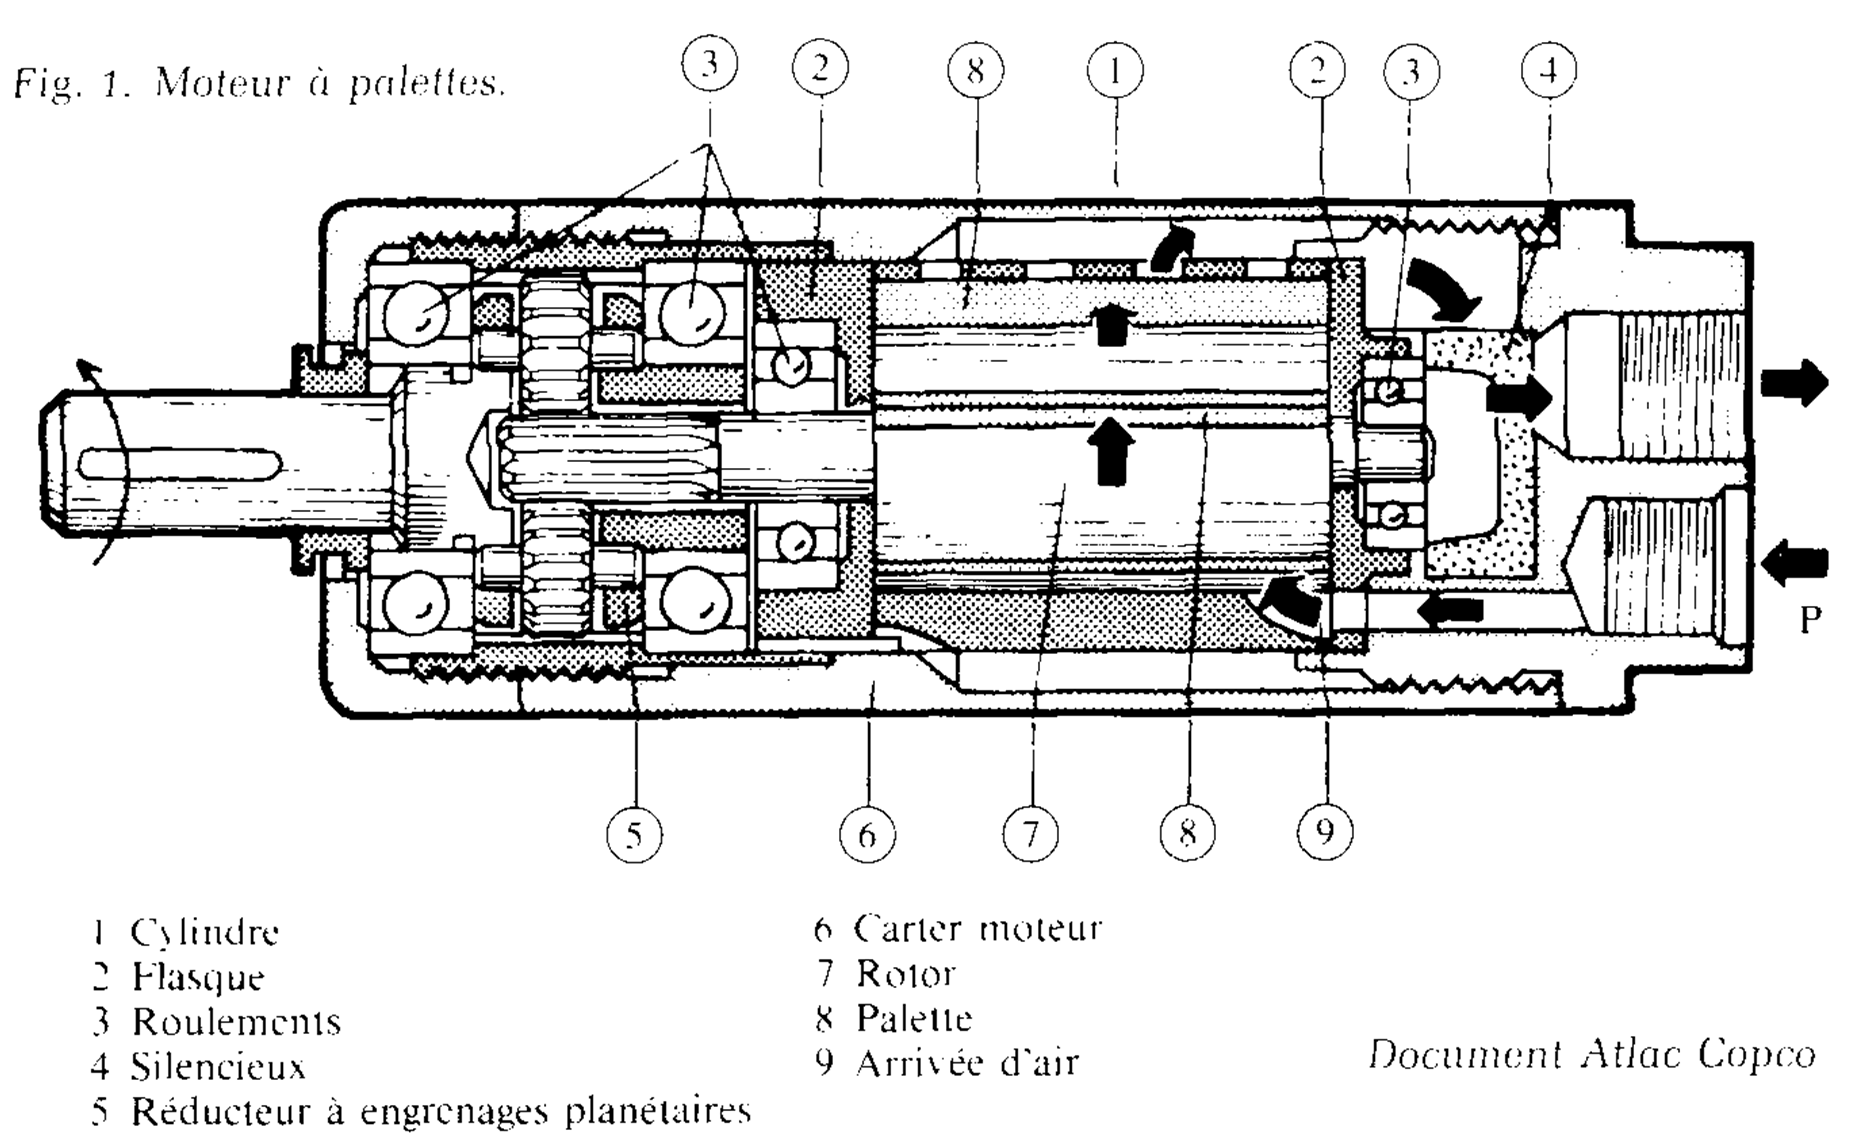 Fig. 1. Moteur à palettes.
3 2 8 1 2 3 4
P
5 6 7 8 9
1 Cylindre
2 Flasque
3 Roulements
4 Silencieux
5 Réducteur à engrenages planétaires
6 Carter moteur
7 Rotor
8 Palette
9 Arrivée d'air
Document Atlac Copco